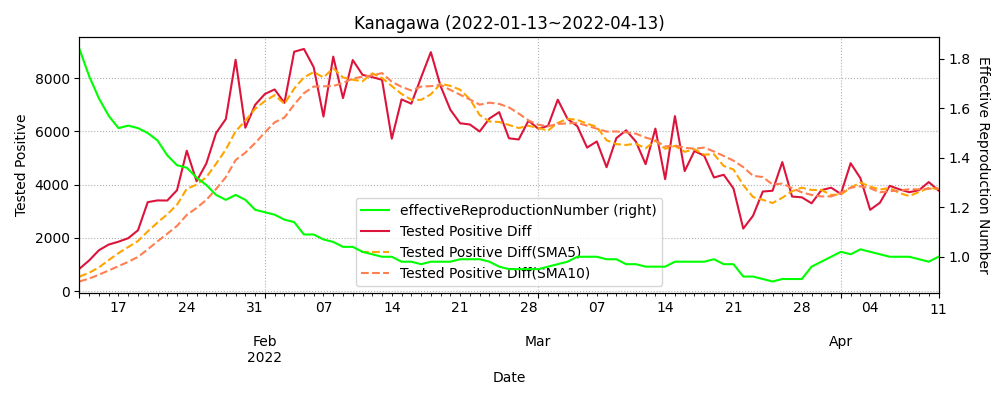 Kanagawa (2022-01-13~2022-04-13)
Tested Positive
8000
6000
4000
2000
0
1.8
1.6
1.4
1.2
1.0
Effective Reproduction Number
effectiveReproductionNumber (right)
Tested Positive Diff
Tested Positive Diff(SMA5)
Tested Positive Diff(SMA10)
17 24 31 07 14 21 28 07 14 21 28 04 11
Feb Mar Apr
2022
Date